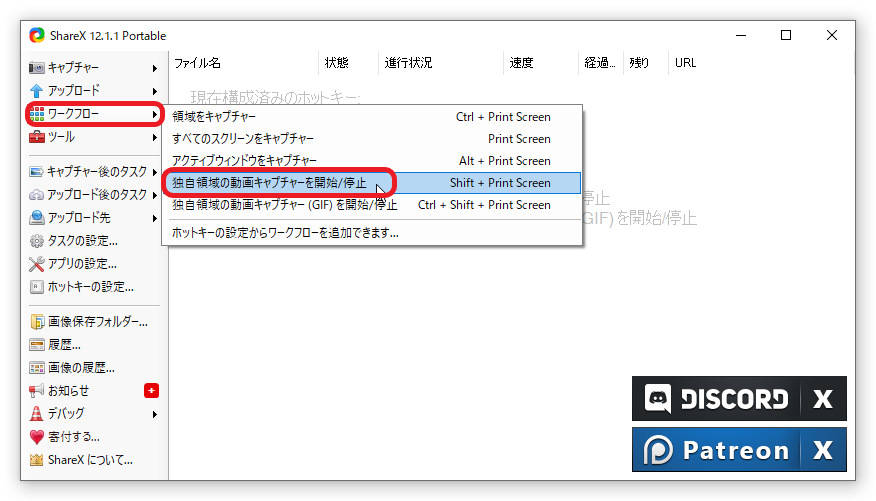 ShareX 12.1.1 Portable
キャプチャー
アップロード
ワークフロー
ツール
キャプチャー後のタスク
アップロード後のタスク
アップロード先
タスクの設定...
アプリの設定...
ホットキーの設定...
画像保存フォルダー...
履歴...
画像の履歴...
お知らせ
デバッグ
寄付する...
ShareX について...
ファイル名 状態 進行状況 速度 経過... 残り URL
現在構成済みのホットキー:
領域をキャプチャー Ctrl + Print Screen
すべてのスクリーンをキャプチャー Print Screen
アクティブウィンドウをキャプチャー Alt + Print Screen
独自領域の動画キャプチャーを開始/停止 Shift + Print Screen
独自領域の動画キャプチャー (GIF) を開始/停止 Ctrl + Shift + Print Screen
ホットキーの設定からワークフローを追加できます...
停止
GIF) を開始/停止
DISCORD X
Patreon X